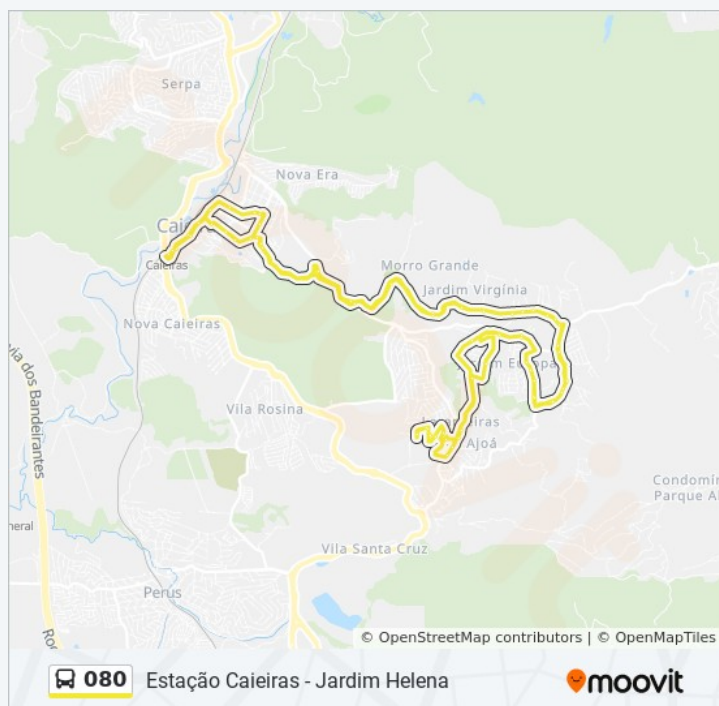 Serpa
Nova Era
Caieiras
Morro Grande
Jardim Virgínia
Nova Caieiras
Vila Rosina
Ajoá
Condomín
Parque Al
Vila Santa Cruz
Perus
© OpenStreetMap contributors | © OpenMapTiles
080 Estação Caieiras - Jardim Helena
moovit